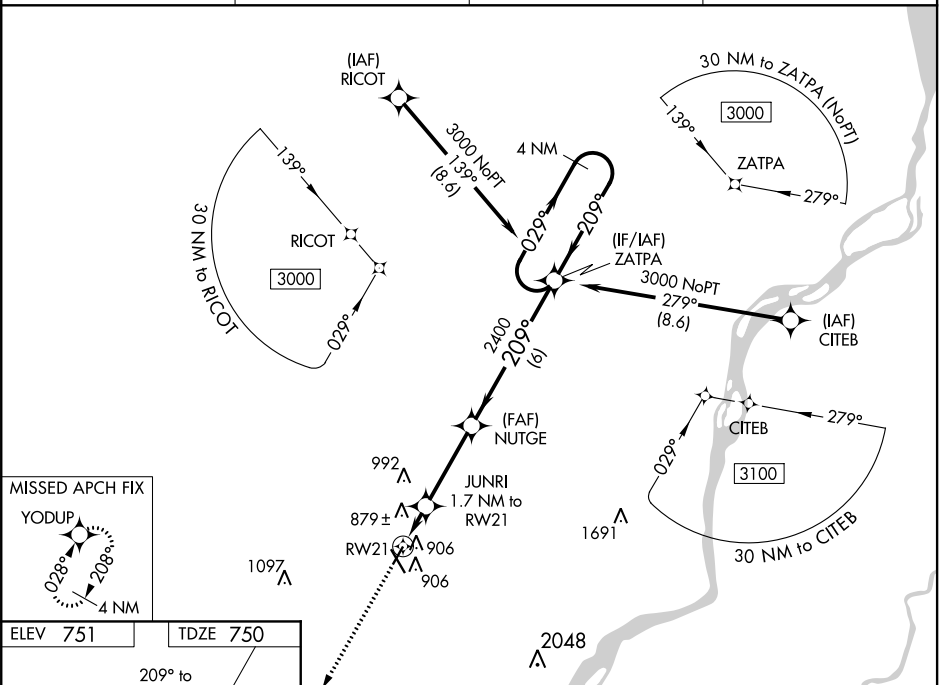 (IAF)
RICOT
3000 NoPT
139°
(8.6)
4 NM
029°
209°
(IF/IAF)
ZATPA
30 NM to ZATPA (NoPT)
3000
139°
ZATPA
279°
139°
RICOT
3000
029°
30 NM to RICOT
3000 NoPT
279°
(8.6)
(IAF)
CITEB
2400
209°
(6)
(FAF)
NUTGE
CITEB
279°
029°
3100
30 NM to CITEB
992
JUNRI
1.7 NM to
RW21
879±
RW21
906
906
1691
1097
2048
MISSED APCH FIX
YODUP
028°
208°
4 NM
ELEV 751
TDZE 750
209° to